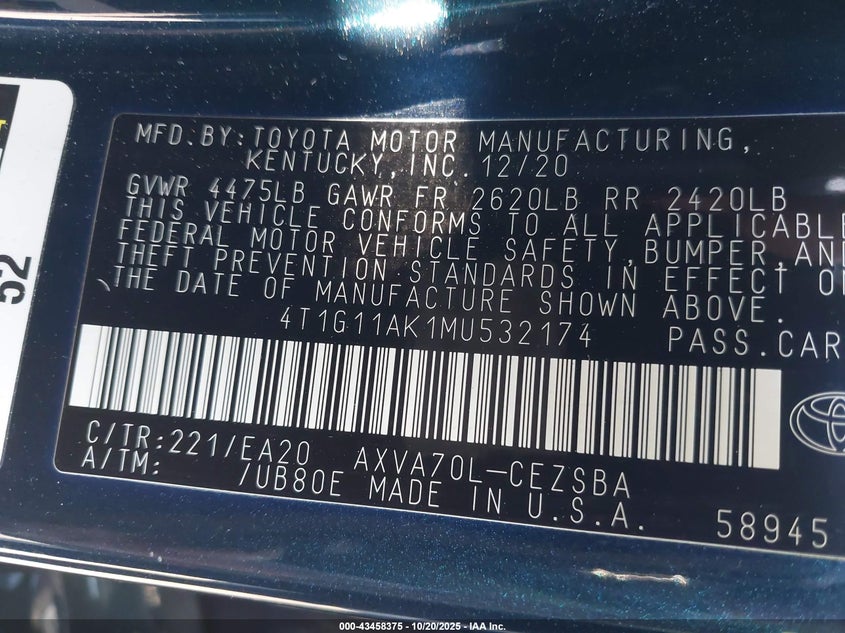 52
MFD.BY:TOYOTA MOTOR MANUFACTURING,
KENTUCKY,INC. 12/20
GVWR 4475LB GAWR FR 2620LB RR 2420LB
THIS VEHICLE CONFORMS TO ALL APPLICABLE
FEDERAL MOTOR VEHICLE SAFETY,BUMPER,AND
THEFT PREVENTION STANDARDS IN EFFECT ON
THE DATE OF MANUFACTURE SHOWN ABOVE.
4T1G11AK1MU532174 PASS.CAR
C/TR:221/EA20 AXVA70L-CEZSBA
A/TM: /UB80E MADE IN U.S.A.
58945
000-43458375 - 10/20/2025 - IAA Inc.